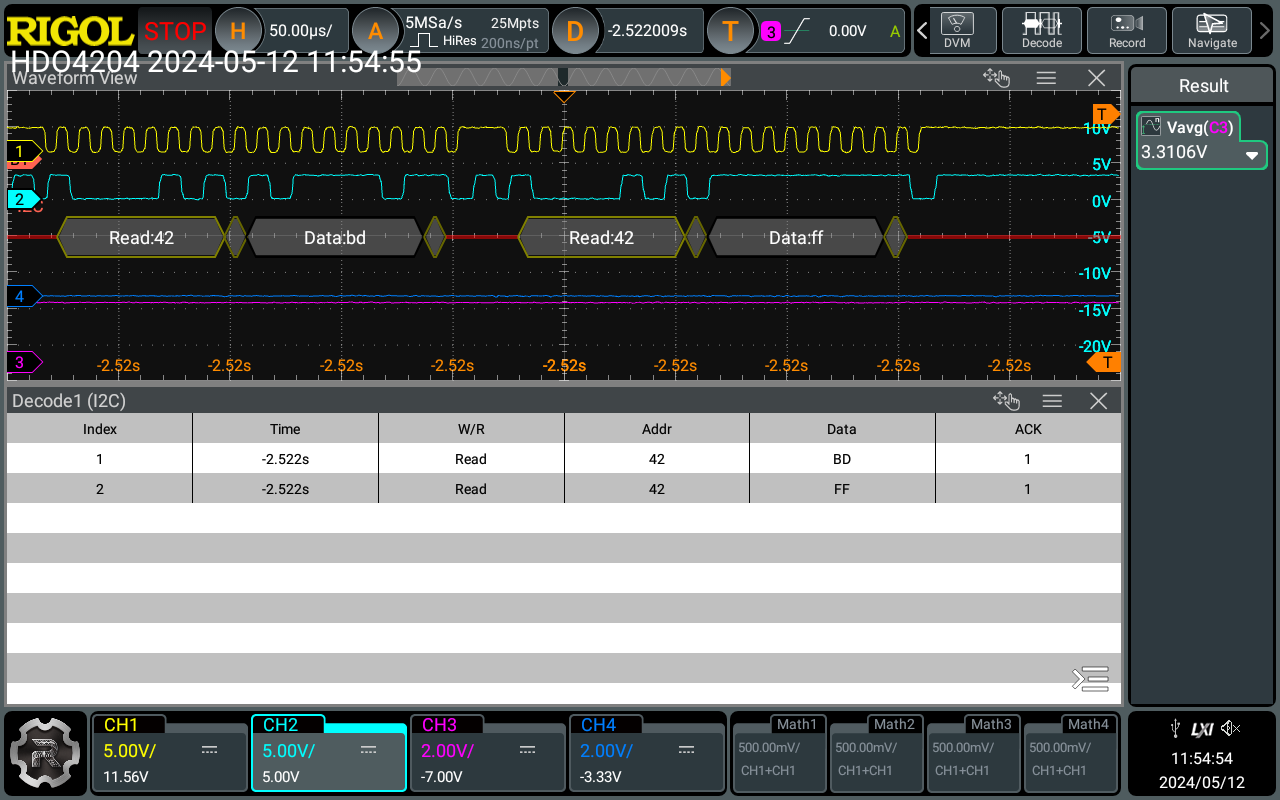 RIGOL STOP H 50.00µs/ A 5MSa/s 25Mpts HiRes 200ns/pt D -2.522009s T 3 0.00V A DVM Decode Record Navigate
HDO4204 2024-05-12 11:54:55
Waveform View
Result
T
10V
Vavg(C3)
3.3106V
1
5V
2
0V
Read:42 Data:bd Read:42 Data:ff
-5V
-10V
4
-15V
-20V
3 -2.52s -2.52s -2.52s -2.52s -2.52s -2.52s -2.52s -2.52s -2.52s T
Decode1 (I2C)
Index Time W/R Addr Data ACK
1 -2.522s Read 42 BD 1
2 -2.522s Read 42 FF 1
CH1 CH2 CH3 CH4 Math1 Math2 Math3 Math4
5.00V/ 5.00V/ 2.00V/ 2.00V/ 500.00mV/ 500.00mV/ 500.00mV/ 500.00mV/
11.56V 5.00V -7.00V -3.33V CH1+CH1 CH1+CH1 CH1+CH1 CH1+CH1
LXI
11:54:54
2024/05/12